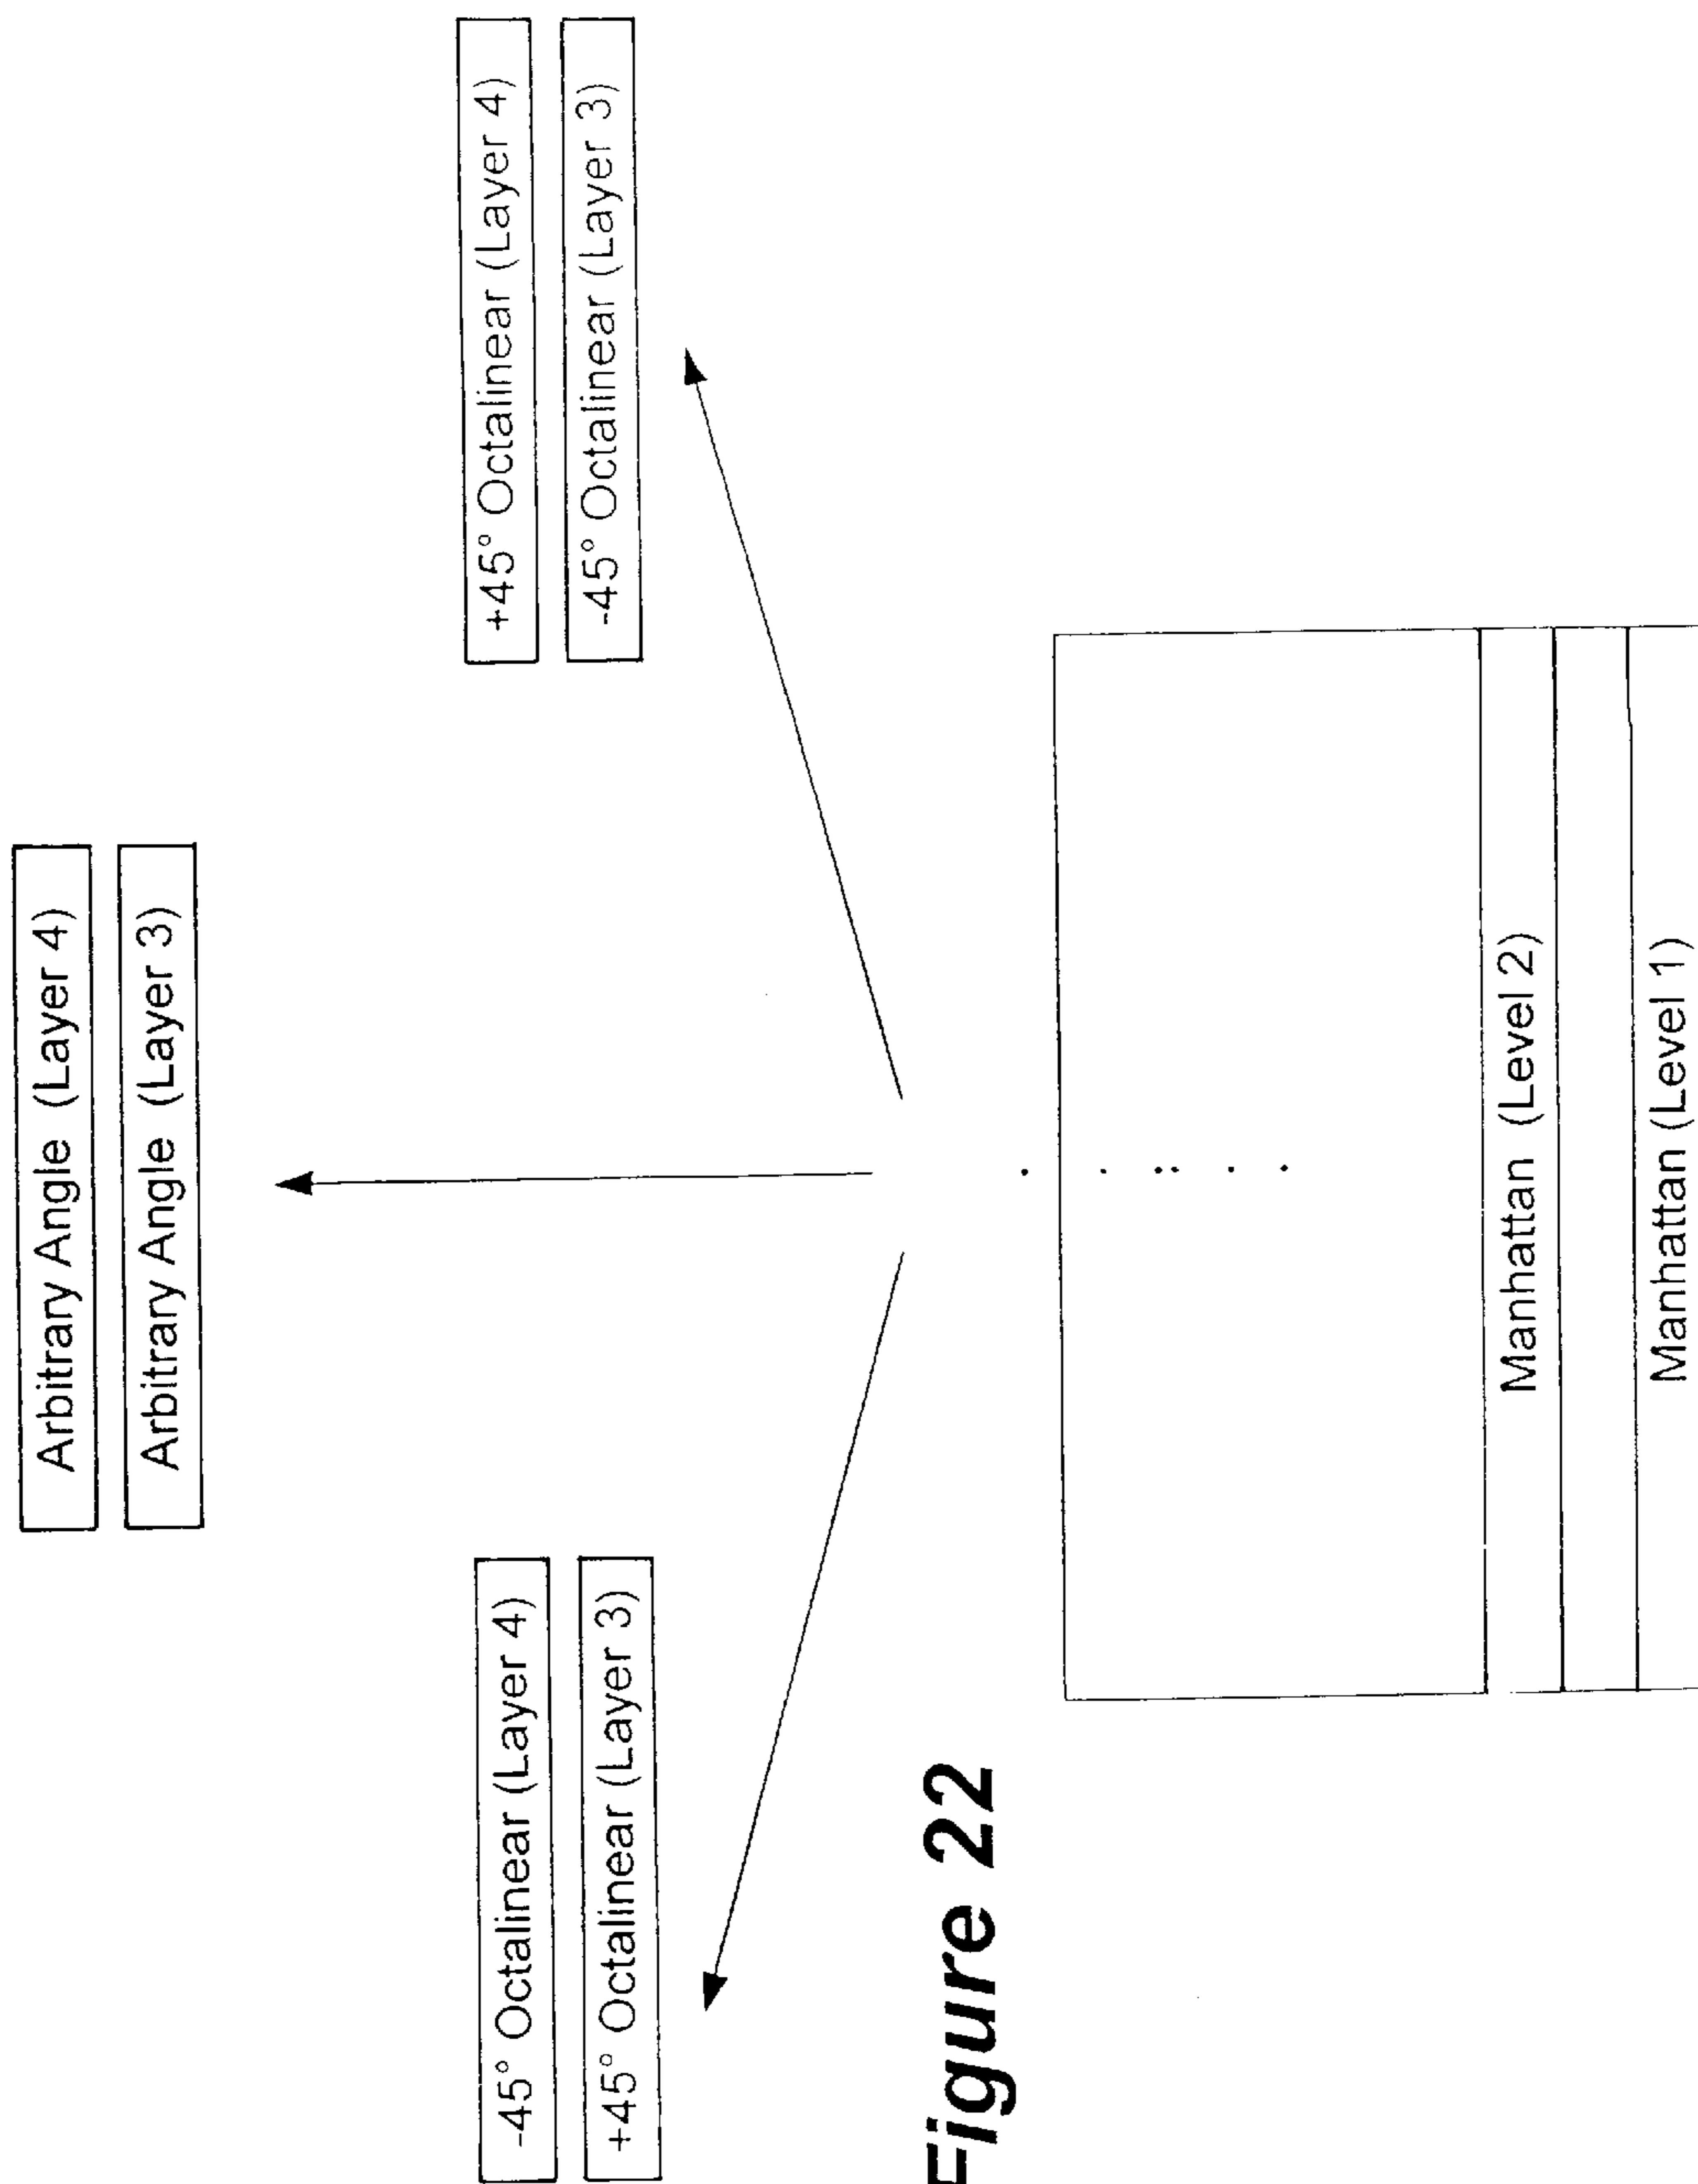 Arbitrary Angle (Layer 4)
Arbitrary Angle (Layer 3)
-45° Octalinear (Layer 4)
+45° Octalinear (Layer 3)
+45° Octalinear (Layer 4)
-45° Octalinear (Layer 3)
Figure 22
Manhattan (Level 2)
Manhattan (Level 1)